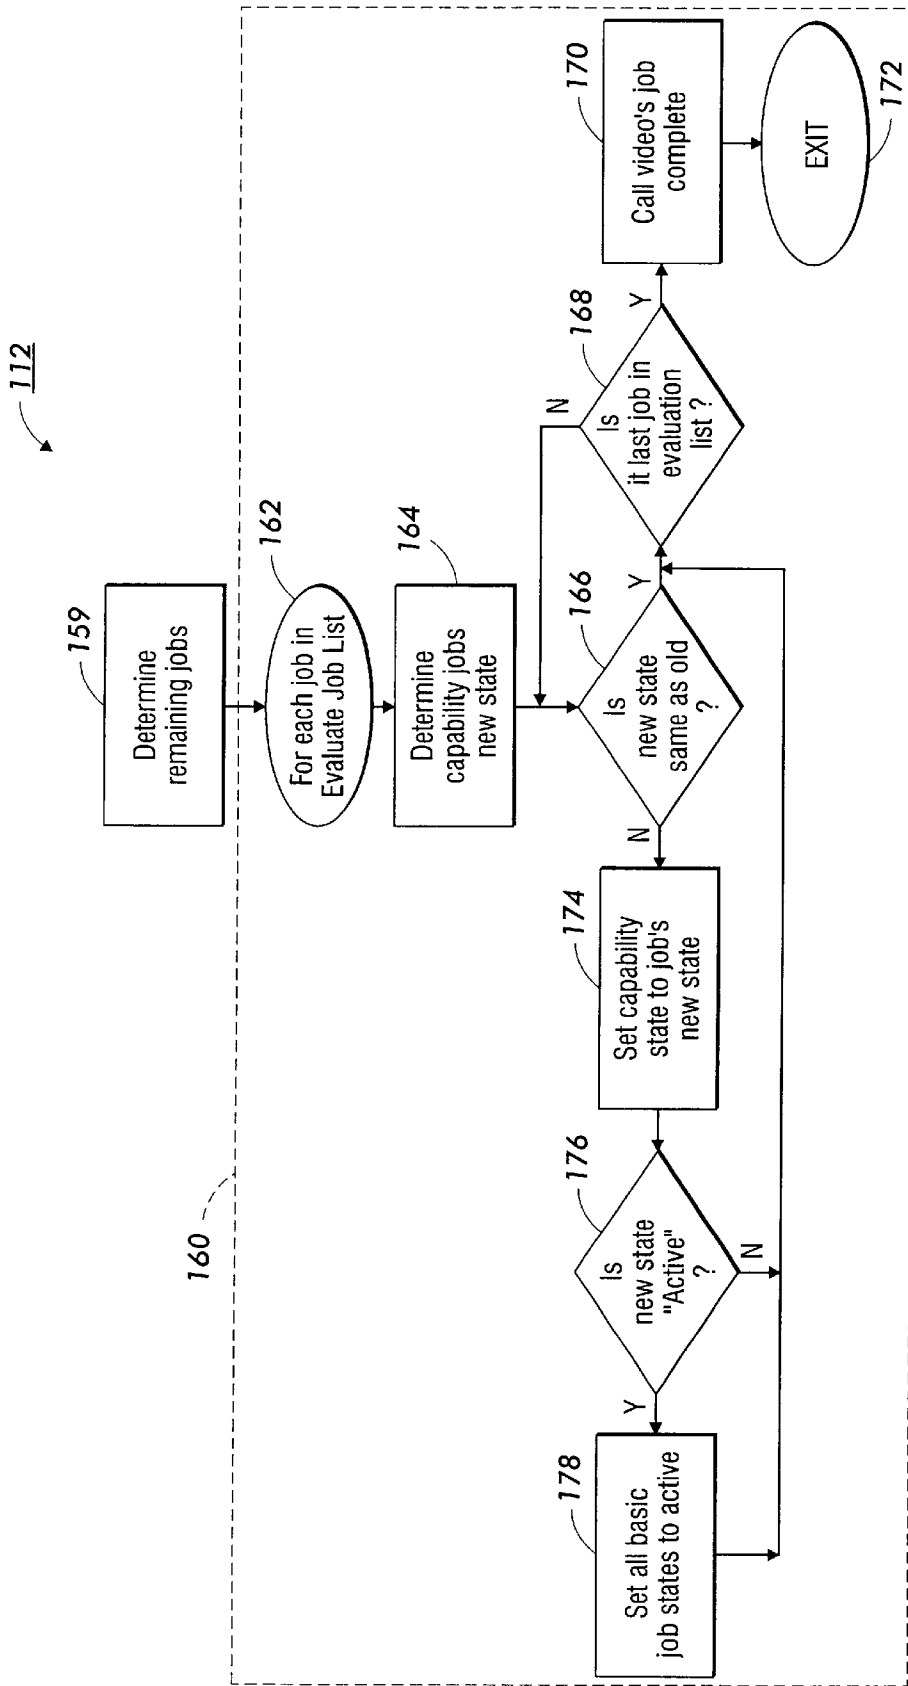 112
159
Determine
remaining jobs
160
162
For each job in
Evaluate Job List
164
Determine
capability jobs
new state
166
Is
new state
same as old
?
Y
N
168
Is
it last job in
evaluation
list ?
N
Y
170
Call video's job
complete
EXIT
172
174
Set capability
state to job's
new state
176
Is
new state
"Active"
?
N
Y
178
Set all basic
job states to active